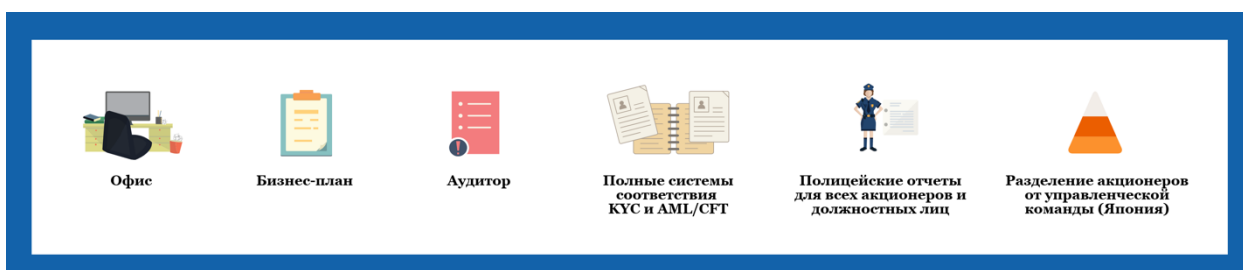 Офис
Бизнес-план
Аудитор
Полные системы
соответствия
KYC и AML/CFT
Полицейские отчеты
для всех акционеров и
должностных лиц
Разделение акционеров
от управленческой
команды (Япония)